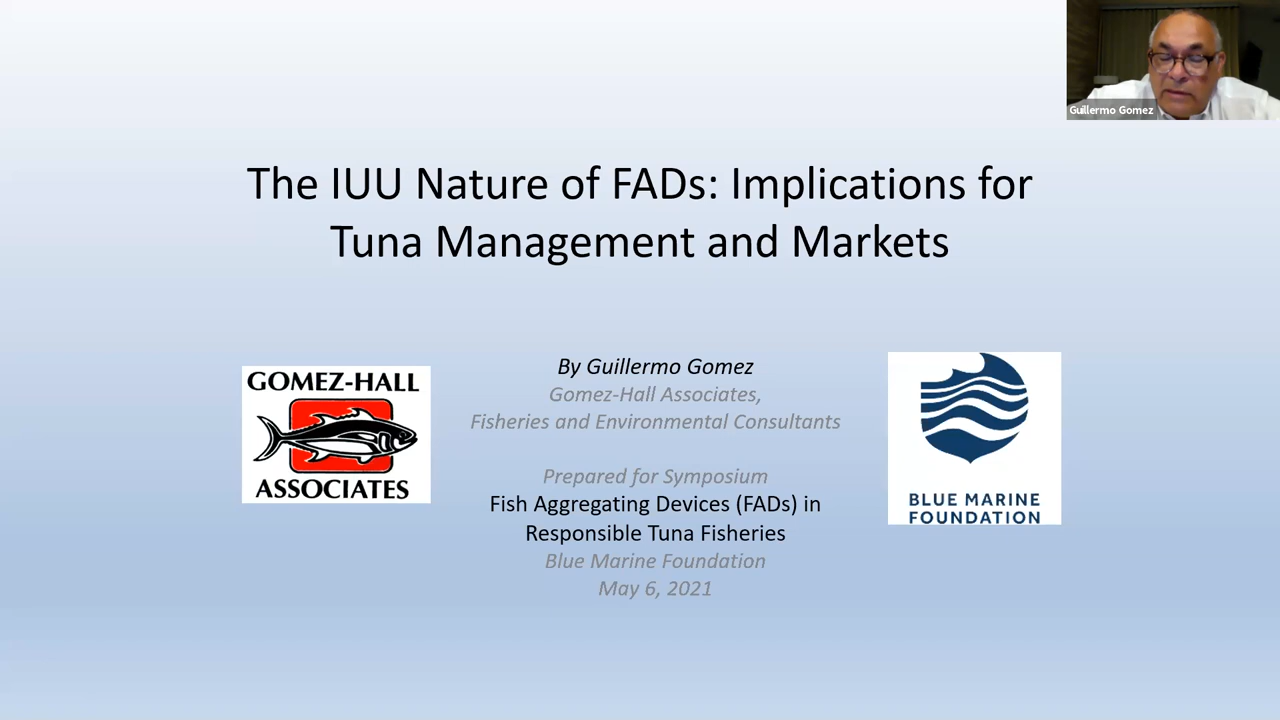 Guillermo Gomez
The IUU Nature of FADs: Implications for
Tuna Management and Markets
By Guillermo Gomez
Gomez-Hall Associates,
Fisheries and Environmental Consultants
Prepared for Symposium
Fish Aggregating Devices (FADs) in
Responsible Tuna Fisheries
Blue Marine Foundation
May 6, 2021
GOMEZ-HALL
ASSOCIATES
BLUE MARINE
FOUNDATION